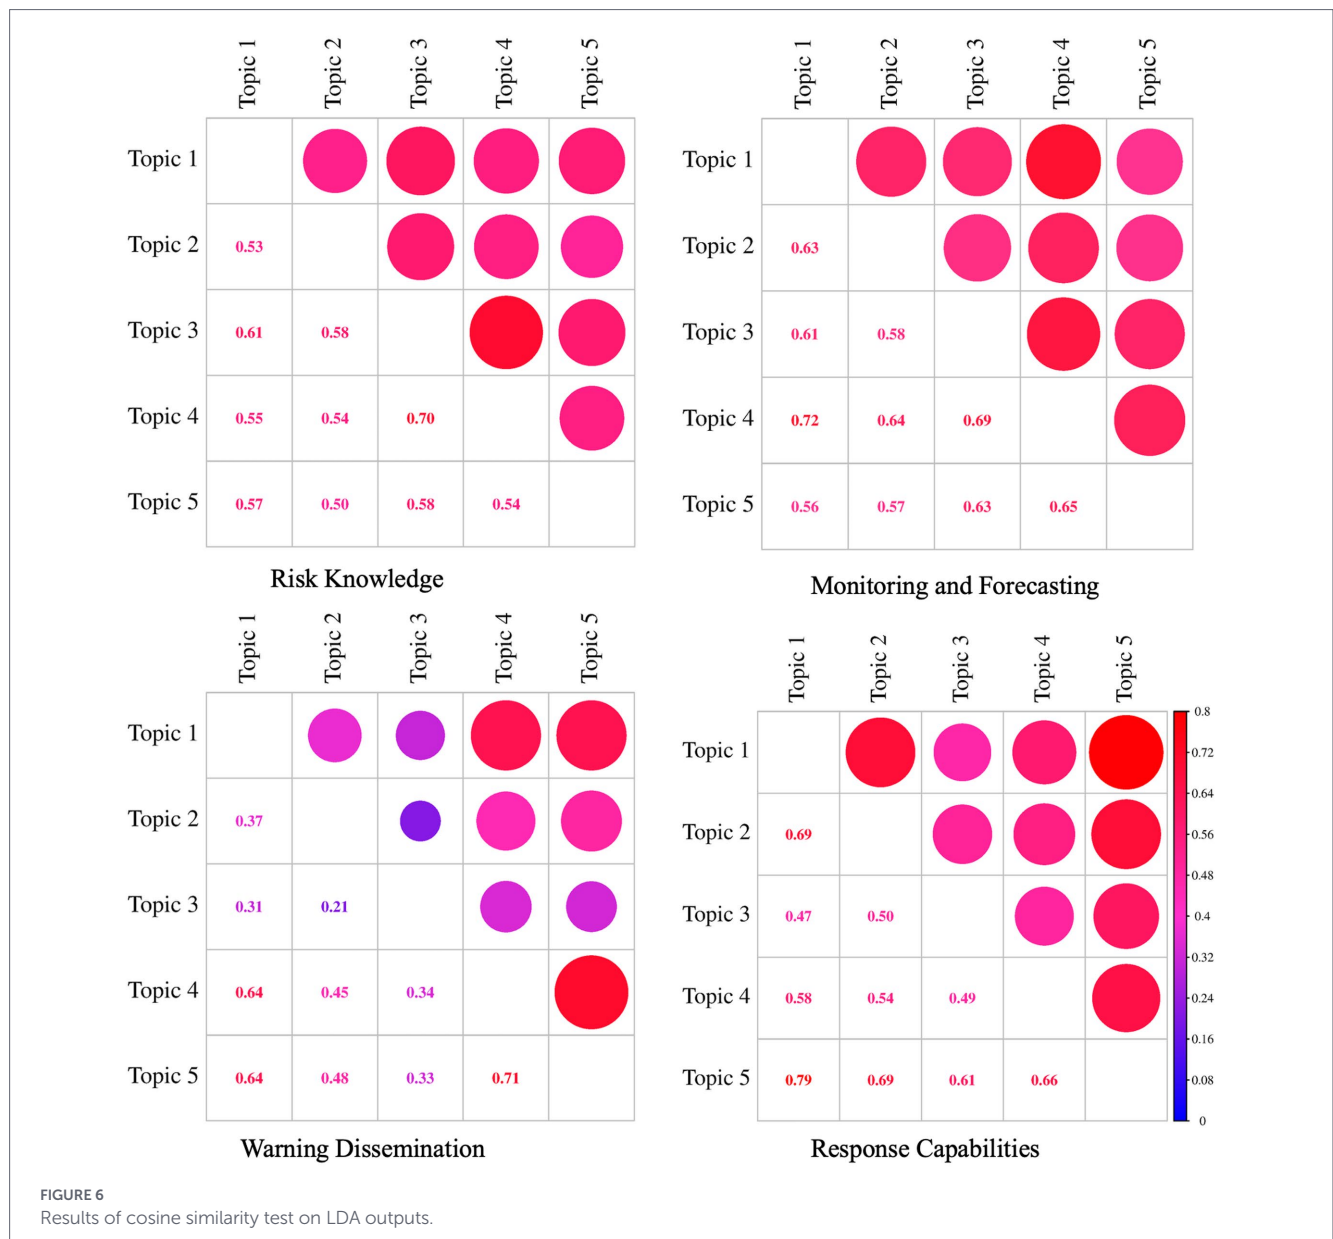 Topic 1 Topic 2 Topic 3 Topic 4 Topic 5
Topic 1
Topic 2 0.53
Topic 3 0.61 0.58
Topic 4 0.55 0.54 0.70
Topic 5 0.57 0.50 0.58 0.54
Risk Knowledge
Topic 1 Topic 2 Topic 3 Topic 4 Topic 5
Topic 1
Topic 2 0.63
Topic 3 0.61 0.58
Topic 4 0.72 0.64 0.69
Topic 5 0.56 0.57 0.63 0.65
Monitoring and Forecasting
Topic 1 Topic 2 Topic 3 Topic 4 Topic 5
Topic 1
Topic 2 0.37
Topic 3 0.31 0.21
Topic 4 0.64 0.45 0.34
Topic 5 0.64 0.48 0.33 0.71
Warning Dissemination
Topic 1 Topic 2 Topic 3 Topic 4 Topic 5
Topic 1
Topic 2 0.69
Topic 3 0.47 0.50
Topic 4 0.58 0.54 0.49
Topic 5 0.79 0.69 0.61 0.66
Response Capabilities
0.8
0.72
0.64
0.56
0.48
0.4
0.32
0.24
0.16
0.08
0
FIGURE 6
Results of cosine similarity test on LDA outputs.